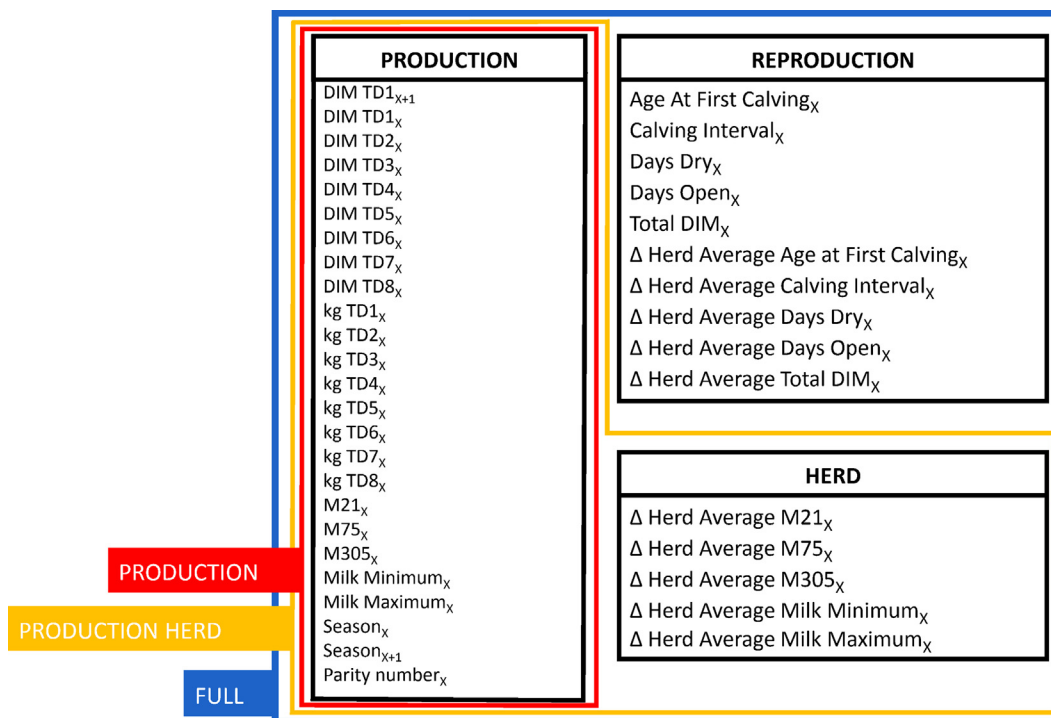 PRODUCTION
DIM TD1X+1
DIM TD1X
DIM TD2X
DIM TD3X
DIM TD4X
DIM TD5X
DIM TD6X
DIM TD7X
DIM TD8X
kg TD1X
kg TD2X
kg TD3X
kg TD4X
kg TD5X
kg TD6X
kg TD7X
kg TD8X
M21X
M75X
M305X
Milk MinimumX
Milk MaximumX
SeasonX
SeasonX+1
Parity numberX
REPRODUCTION
Age At First CalvingX
Calving IntervalX
Days DryX
Days OpenX
Total DIMX
Δ Herd Average Age at First CalvingX
Δ Herd Average Calving IntervalX
Δ Herd Average Days DryX
Δ Herd Average Days OpenX
Δ Herd Average Total DIMX
HERD
Δ Herd Average M21X
Δ Herd Average M75X
Δ Herd Average M305X
Δ Herd Average Milk MinimumX
Δ Herd Average Milk MaximumX
PRODUCTION
PRODUCTION HERD
FULL